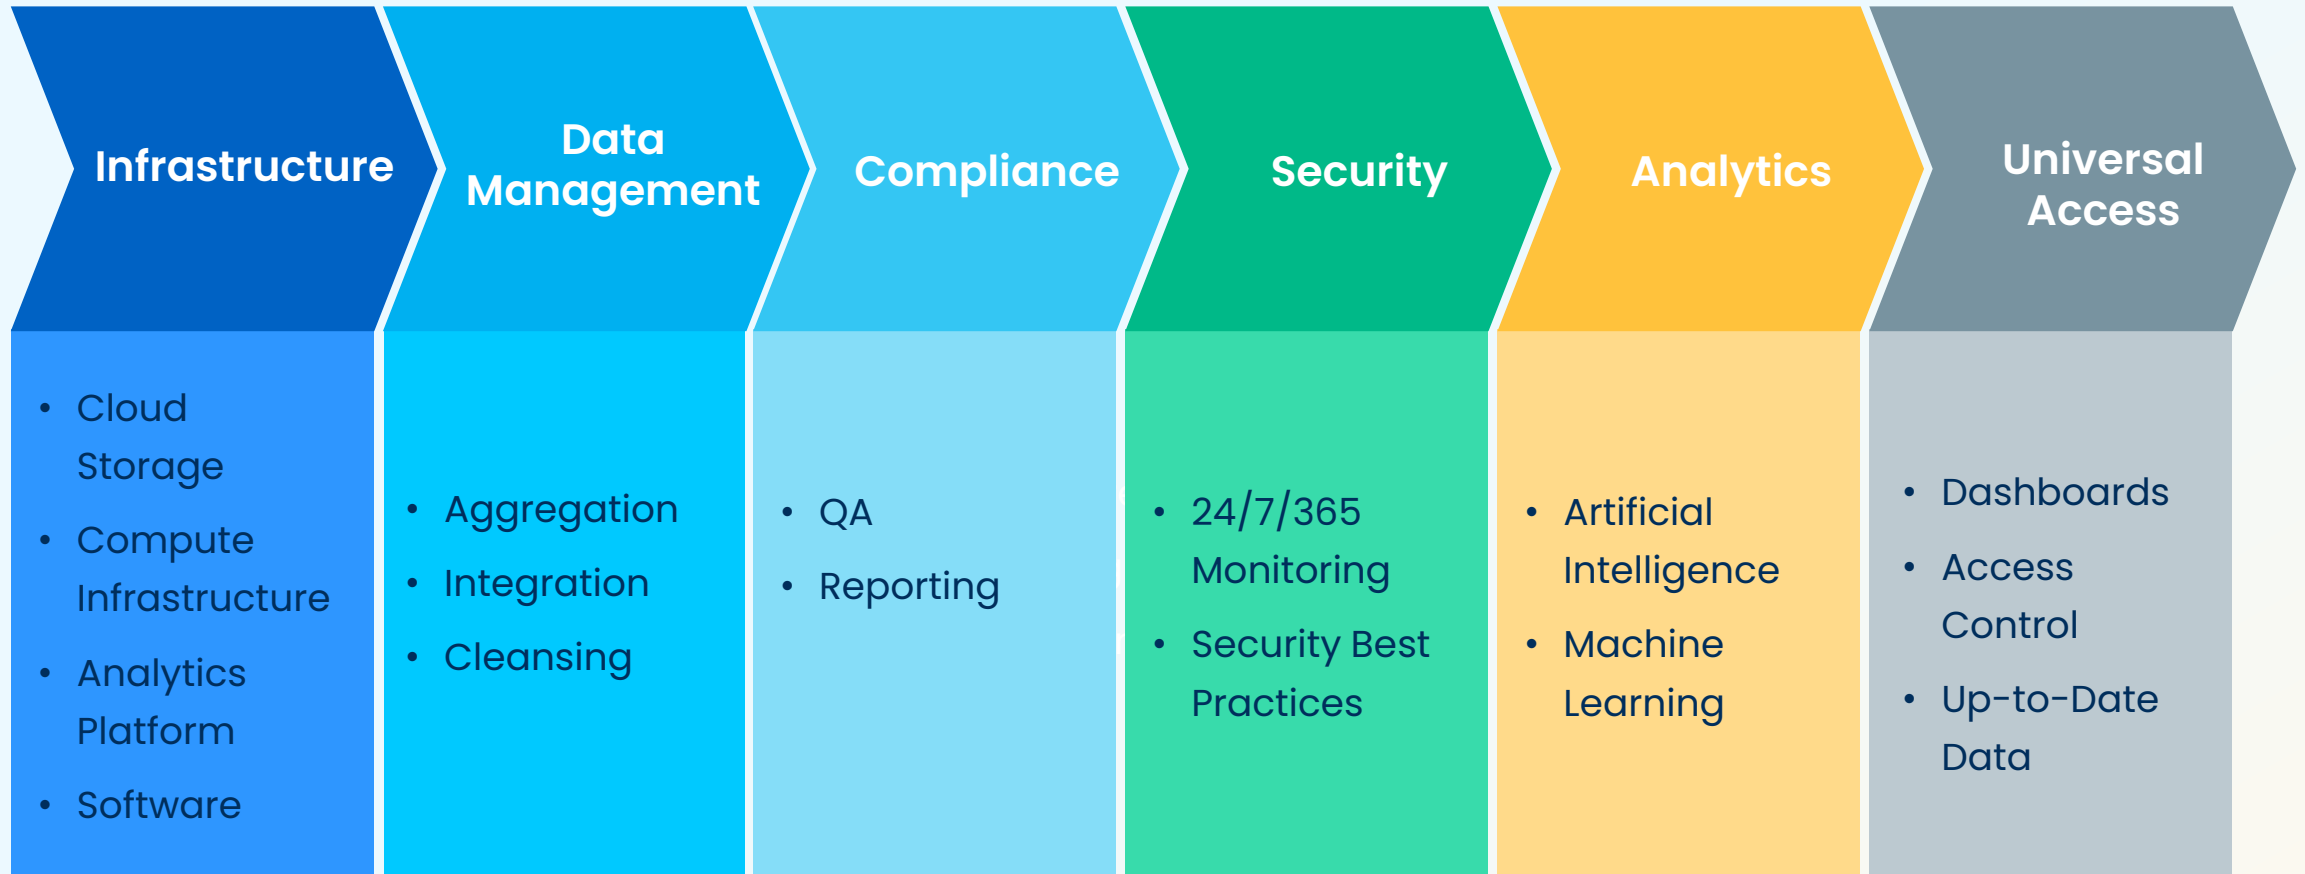 Infrastructure
Data
Management
Compliance
Security
Analytics
Universal
Access
• Cloud
Storage
• Compute
Infrastructure
• Analytics
Platform
• Software
• Aggregation
• Integration
• Cleansing
• QA
• Reporting
• 24/7/365
Monitoring
• Security Best
Practices
• Artificial
Intelligence
• Machine
Learning
• Dashboards
• Access
Control
• Up-to-Date
Data